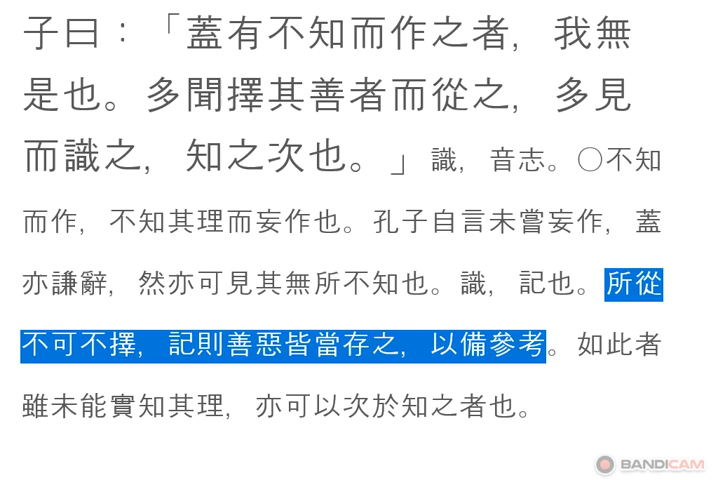 子曰：「蓋有不知而作之者，我無
是也。多聞擇其善者而從之，多見
而識之，知之次也。」識，音志。○不知
而作，不知其理而妄作也。孔子自言未嘗妄作，蓋
亦謙辭，然亦可見其無所不知也。識，記也。所從
不可不擇，記則善惡皆當存之，以備參考。如此者
雖未能實知其理，亦可以次於知之者也。
BANDICAM